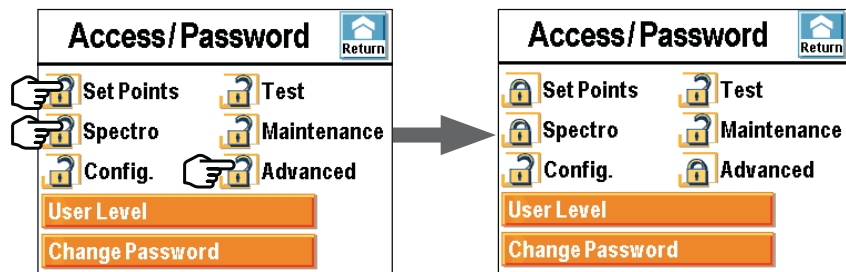 Access/Password
Return
Set Points
Test
Spectro
Maintenance
Config.
Advanced
User Level
Change Password
Access/Password
Return
Set Points
Test
Spectro
Maintenance
Config.
Advanced
User Level
Change Password